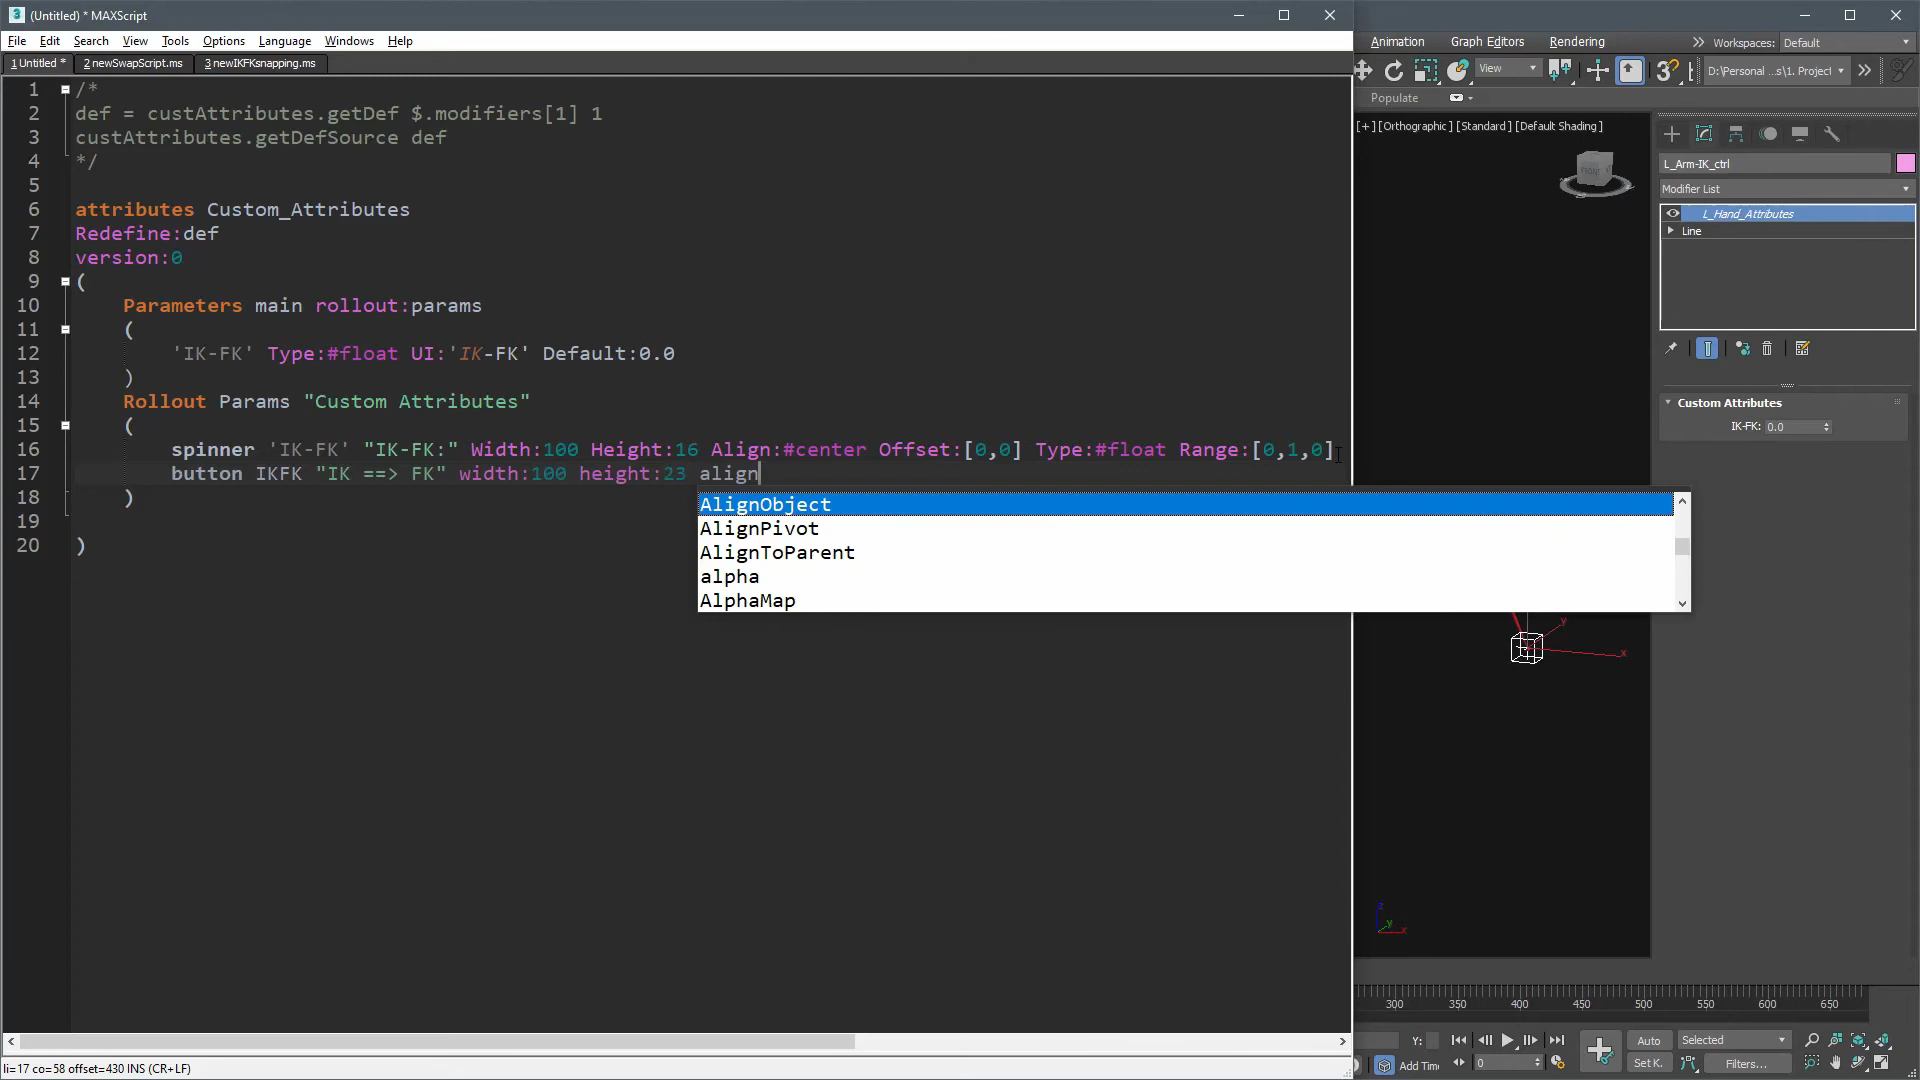 (Untitled) * MAXScript
File Edit Search View Tools Options Language Windows Help
1 Untitled * 2 newSwapScript.ms 3 newIKFKsnapping.ms
1 /*
2 def = custAttributes.getDef $.modifiers[1] 1
3 custAttributes.getDefSource def
4 */
5
6 attributes Custom_Attributes
7 Redefine:def
8 version:0
9 (
10 Parameters main rollout:params
11 (
12 'IK-FK' Type:#float UI:'IK-FK' Default:0.0
13 )
14 Rollout Params "Custom Attributes"
15 (
16 spinner 'IK-FK' "IK-FK:" Width:100 Height:16 Align:#center Offset:[0,0] Type:#float Range:[0,1,0]
17 button IKFK "IK ==> FK" width:100 height:23 align
18 )
19
20 )
AlignObject
AlignPivot
AlignToParent
alpha
AlphaMap
li=17 co=58 offset=430 INS (CR+LF)
Animation Graph Editors Rendering Workspaces: Default
View D:\Personal ...s\1. Project
Populate
[+] [Orthographic] [Standard] [Default Shading]
L_Arm-IK_ctrl
Modifier List
L_Hand_Attributes
Line
Custom Attributes
IK-FK: 0.0
x
y
z
y
x
300 350 400 450 500 550 600 650
Y: Auto Selected
Add Time 0 Set K. Filters...